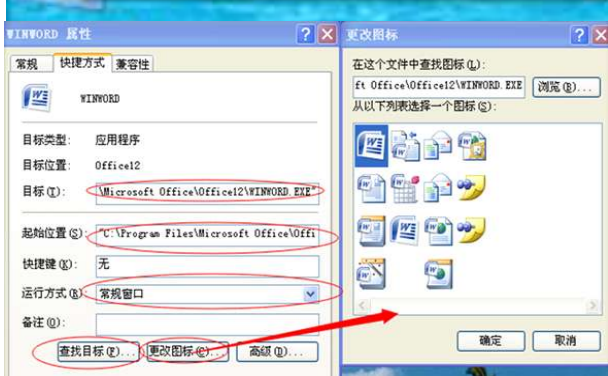 WINWORD 属性
常规 快捷方式 兼容性
WINWORD
目标类型: 应用程序
目标位置: Office12
目标(T): \Microsoft Office\Office12\WINWORD.EXE"
起始位置(S): "C:\Program Files\Microsoft Office\Offi
快捷键(K): 无
运行方式(R): 常规窗口
备注(O):
查找目标(F)... 更改图标(C)... 高级(D)...
更改图标
在这个文件中查找图标(L):
ft Office\Office12\WINWORD.EXE 浏览(B)...
从以下列表选择一个图标(S):
确定 取消